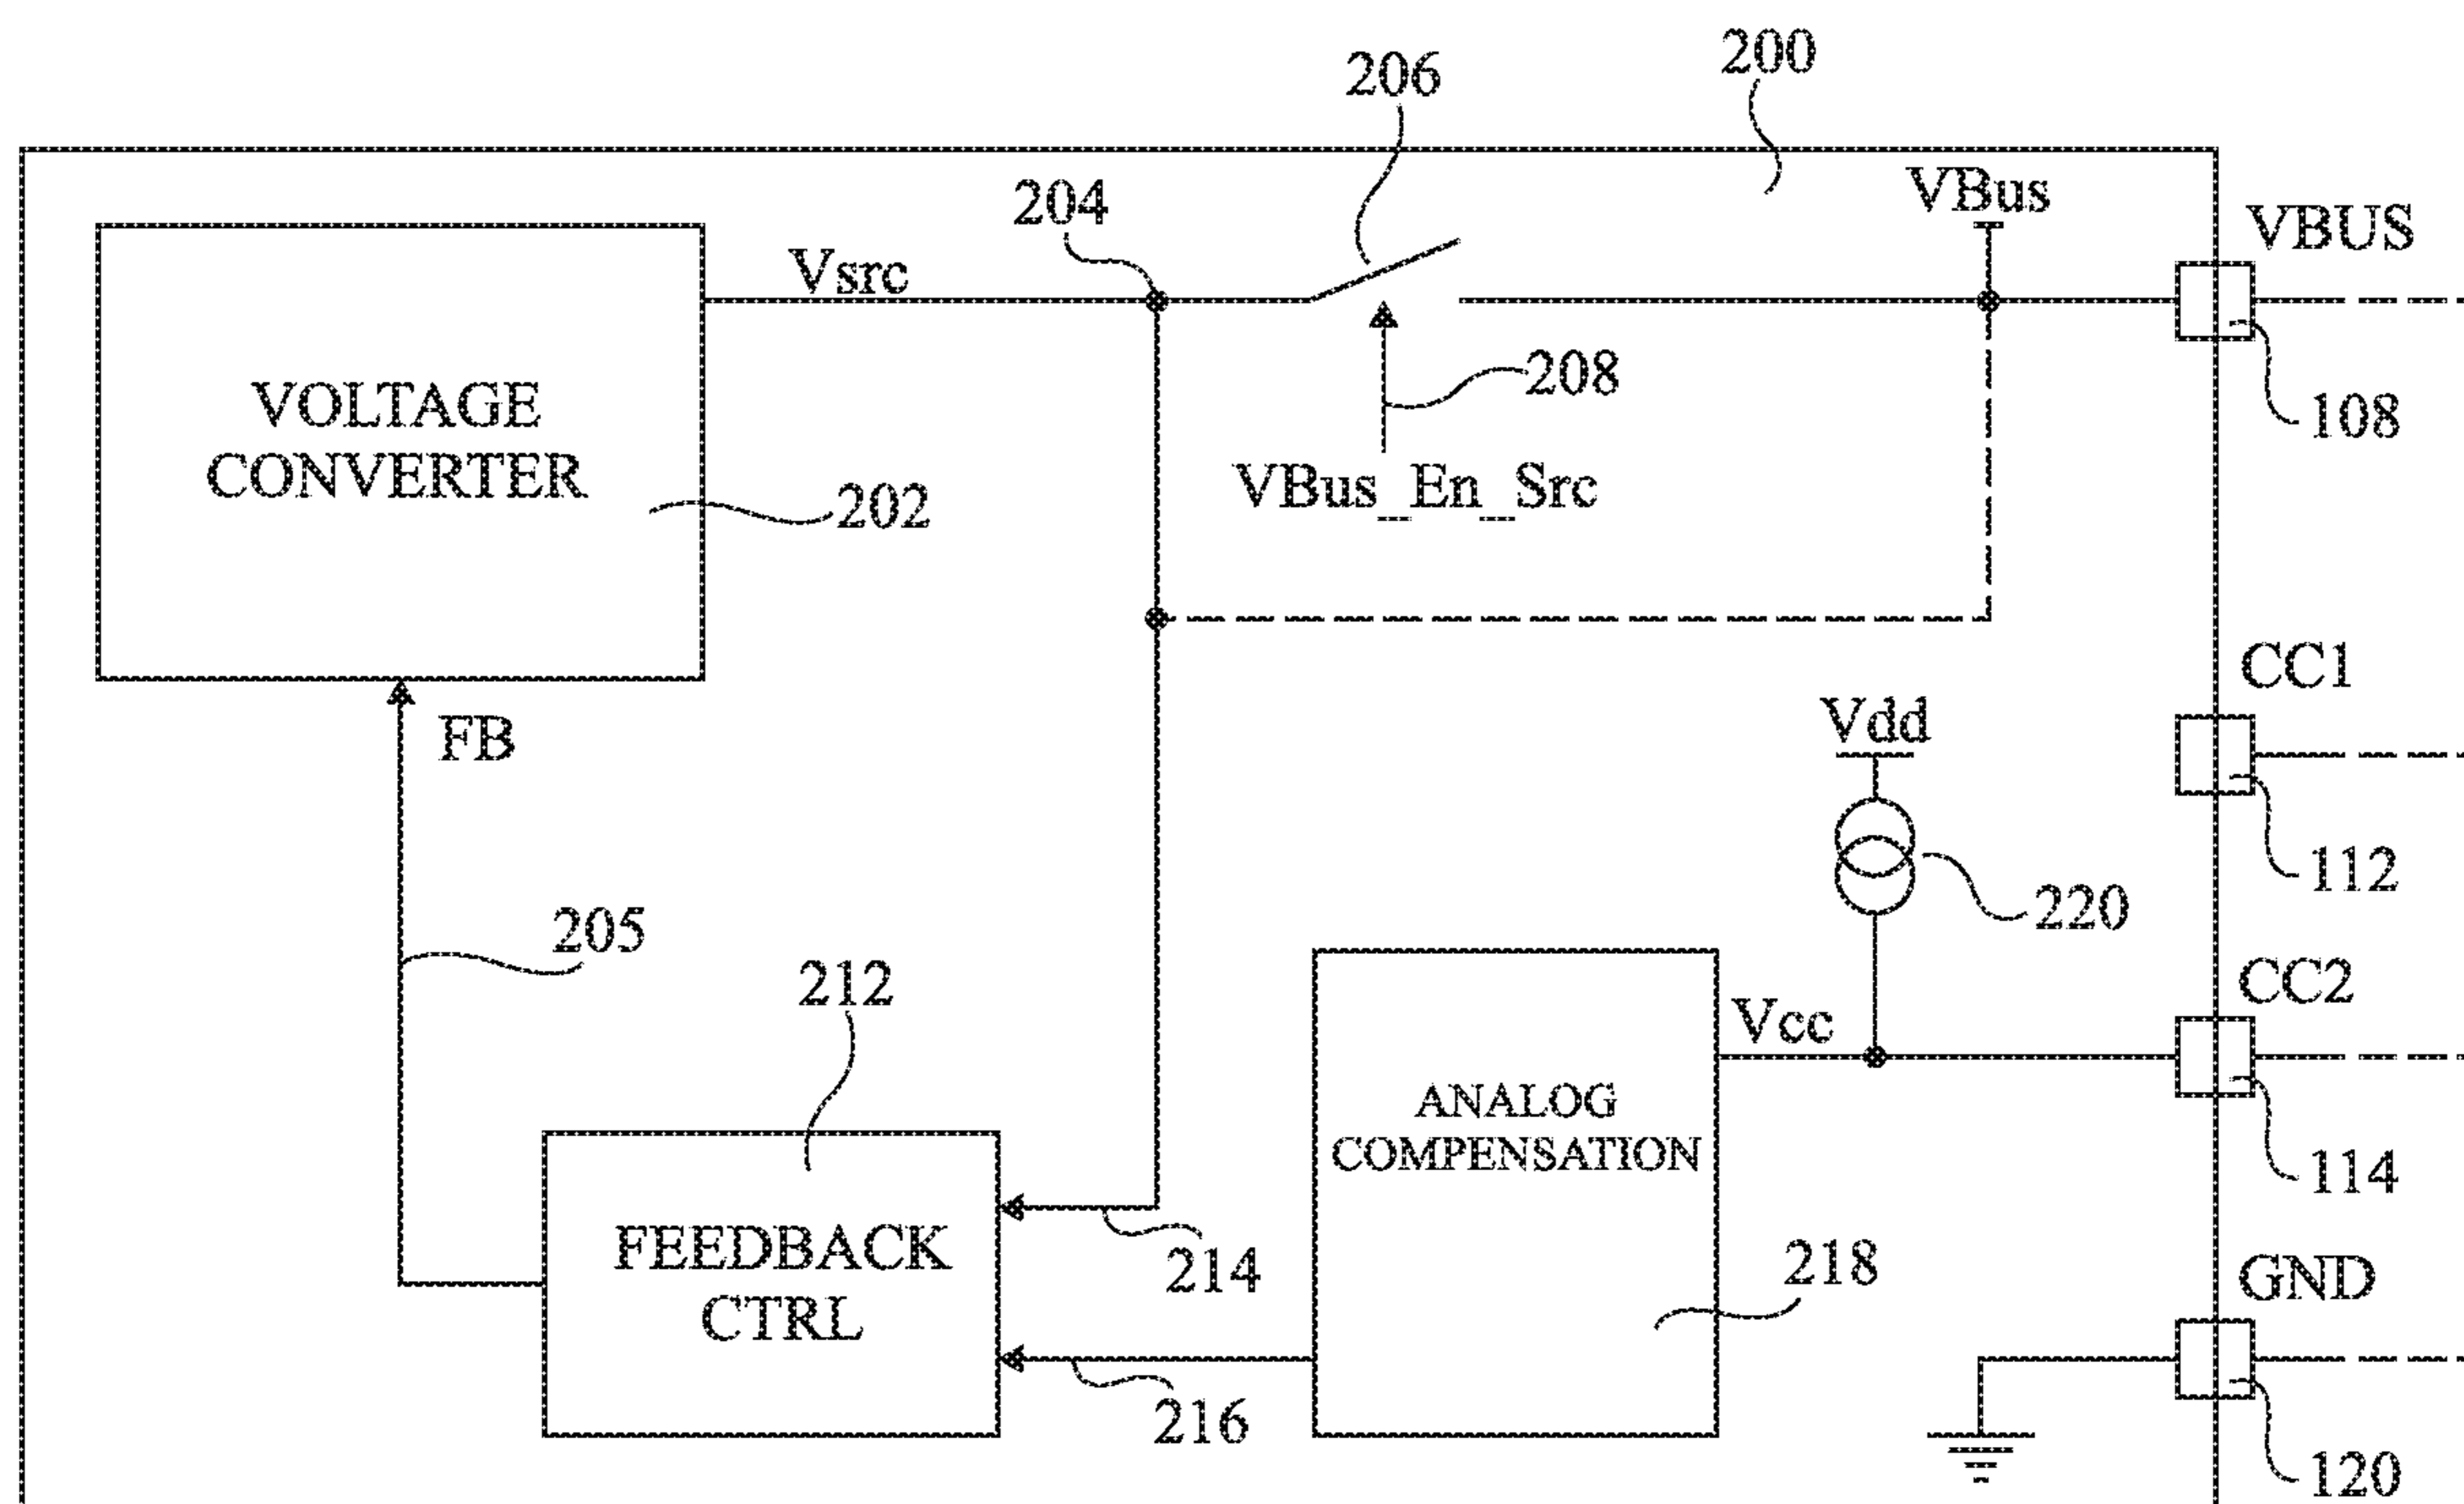 200
206
204
VBus
VBUS
Vsrc
208
108
VOLTAGE
CONVERTER
202
VBus_En_Src
CC1
FB
Vdd
112
220
205
212
CC2
Vcc
ANALOG
COMPENSATION
114
FEEDBACK
CTRL
214
218
GND
216
120